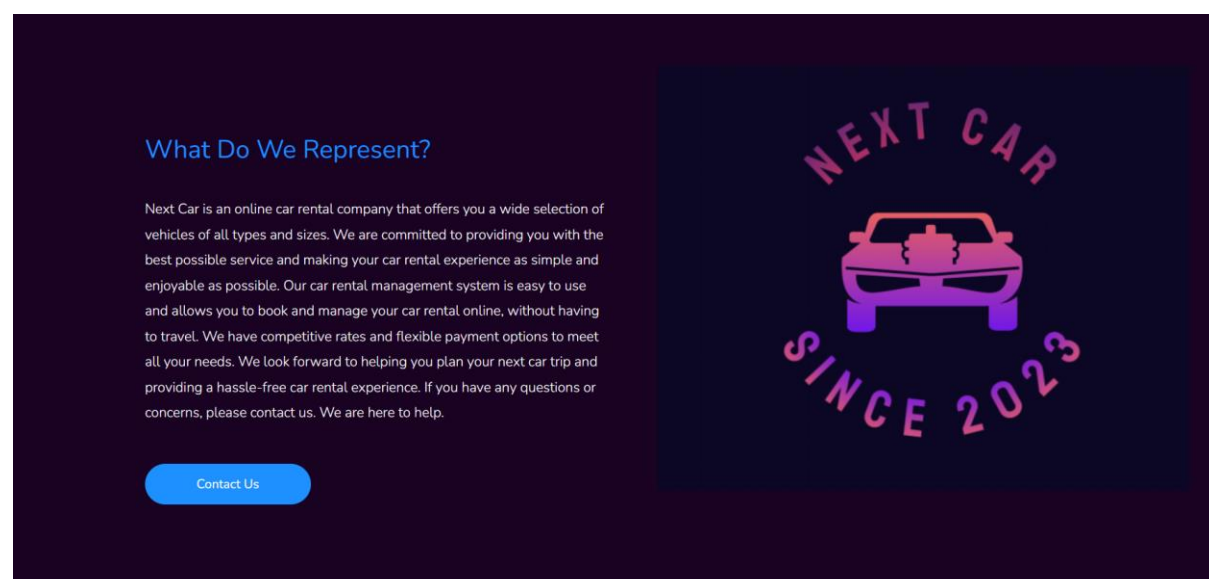 What Do We Represent?
Next Car is an online car rental company that offers you a wide selection of
vehicles of all types and sizes. We are committed to providing you with the
best possible service and making your car rental experience as simple and
enjoyable as possible. Our car rental management system is easy to use
and allows you to book and manage your car rental online, without having
to travel. We have competitive rates and flexible payment options to meet
all your needs. We look forward to helping you plan your next car trip and
providing a hassle-free car rental experience. If you have any questions or
concerns, please contact us. We are here to help.
Contact Us
NEXT CAR
SINCE 2023